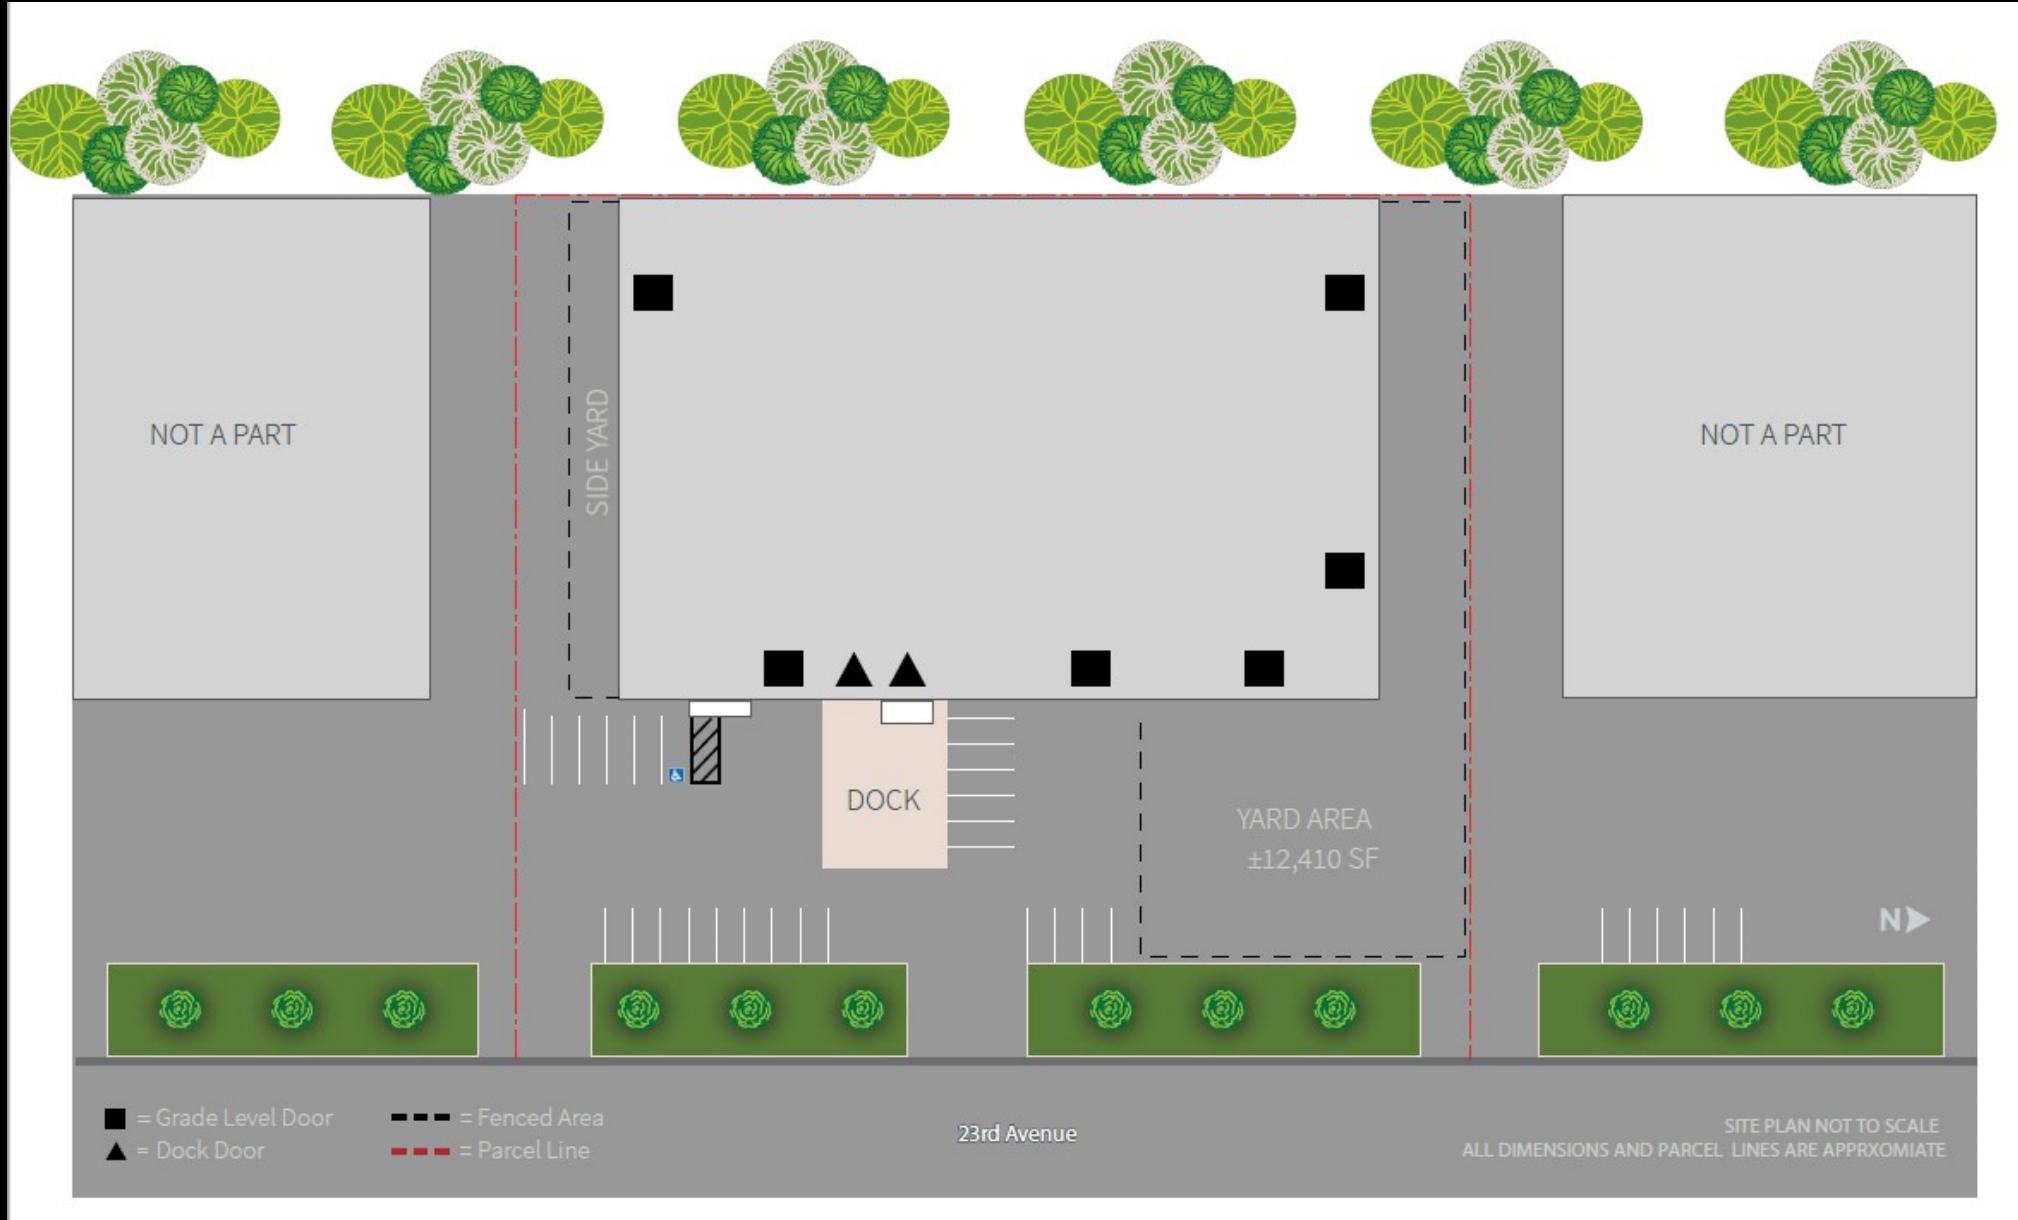 NOT A PART
SIDE YARD
NOT A PART
DOCK
YARD AREA
±12,410 SF
N
= Grade Level Door
= Fenced Area
= Dock Door
= Parcel Line
23rd Avenue
SITE PLAN NOT TO SCALE
ALL DIMENSIONS AND PARCEL LINES ARE APPRXOMIATE